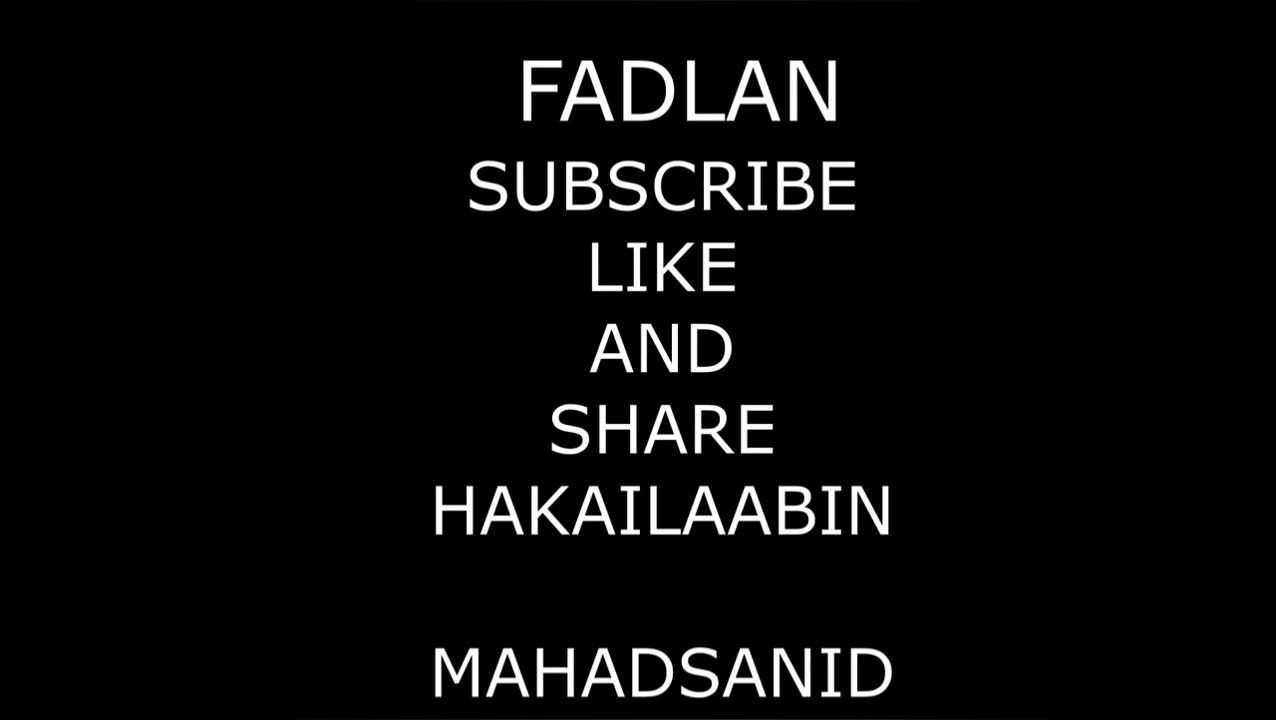 FADLAN
SUBSCRIBE
LIKE
AND
SHARE
HAKAILAABIN
MAHADSANID